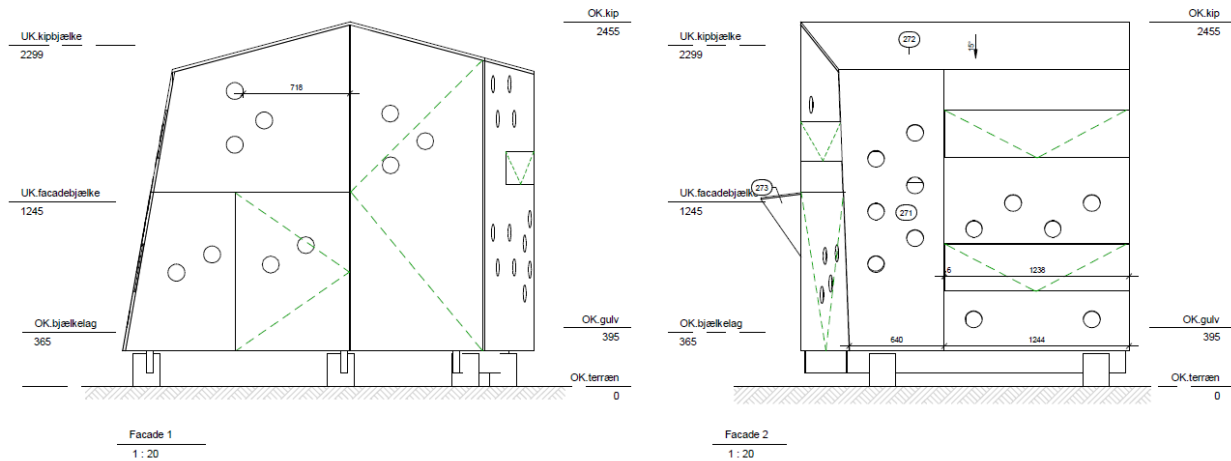 UK.kipbjælke
2299
OK.kip
2455
718
UK.facadebjælke
1245
OK.bjælkelag
365
OK.gulv
395
OK.terræn
0
Facade 1
1 : 20
UK.kipbjælke
2299
OK.kip
2455
272
15°
UK.facadebjælke
1245
273
271
6
1238
OK.bjælkelag
365
OK.gulv
395
640
1244
OK.terræn
0
Facade 2
1 : 20